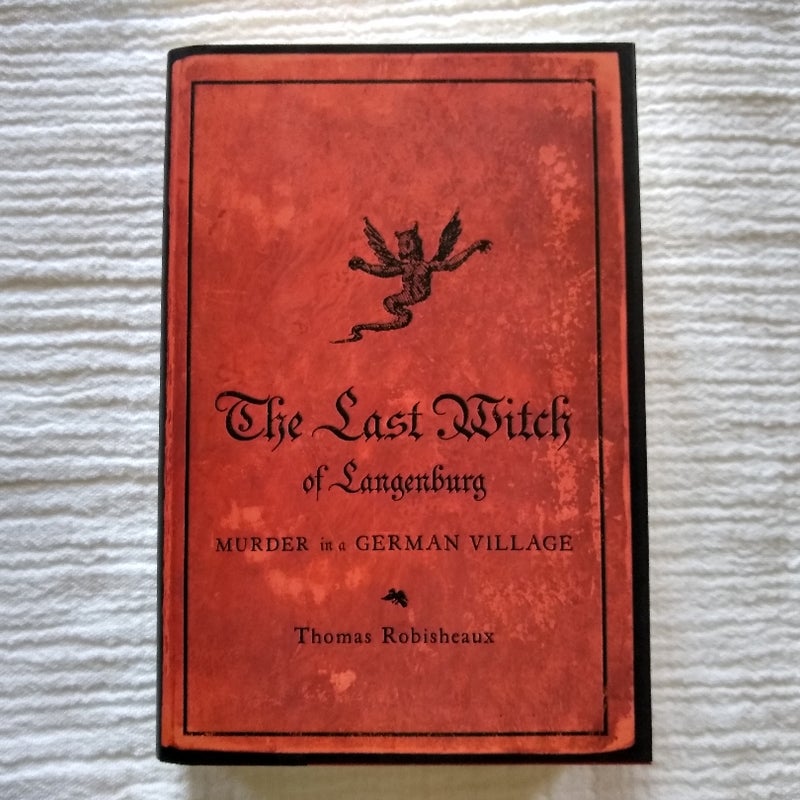 The Last Witch
of Langenburg
MURDER in a GERMAN VILLAGE
Thomas Robisheaux